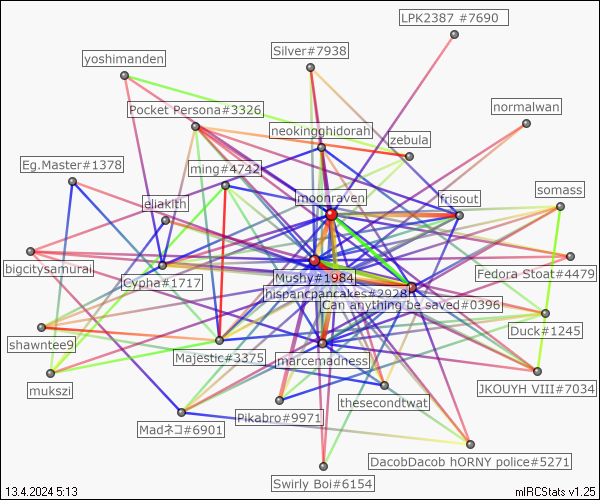 LPK2387 #7690
Silver#7938
yoshimanden
Pocket Persona#3326
normalwan
neokingghidorah
zebula
Eg.Master#1378
ming#4742
moonraven
frisout
somass
eliakith
bigcitysamurai
Cypha#1717
Mushy#1984
Fedora Stoat#4479
hispancpancakes#2928
Can anything be saved#0396
shawntee9
Duck#1245
Majestic#3375
marcemadness
mukszi
JKOUYH VIII#7034
thesecondtwat
Pikabro#9971
Madネコ#6901
DacobDacob hORNY police#5271
Swirly Boi#6154
13.4.2024 5:13
mIRCStats v1.25